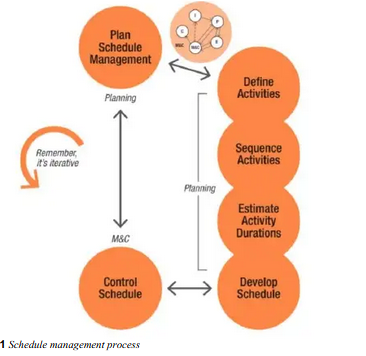 Plan
Schedule
Management
Planning
I
P
C
E
M&C
M&C
Define
Activities
Sequence
Activities
Planning
Estimate
Activity
Durations
Remember,
it's iterative
M&C
Control
Schedule
Develop
Schedule
1 Schedule management process